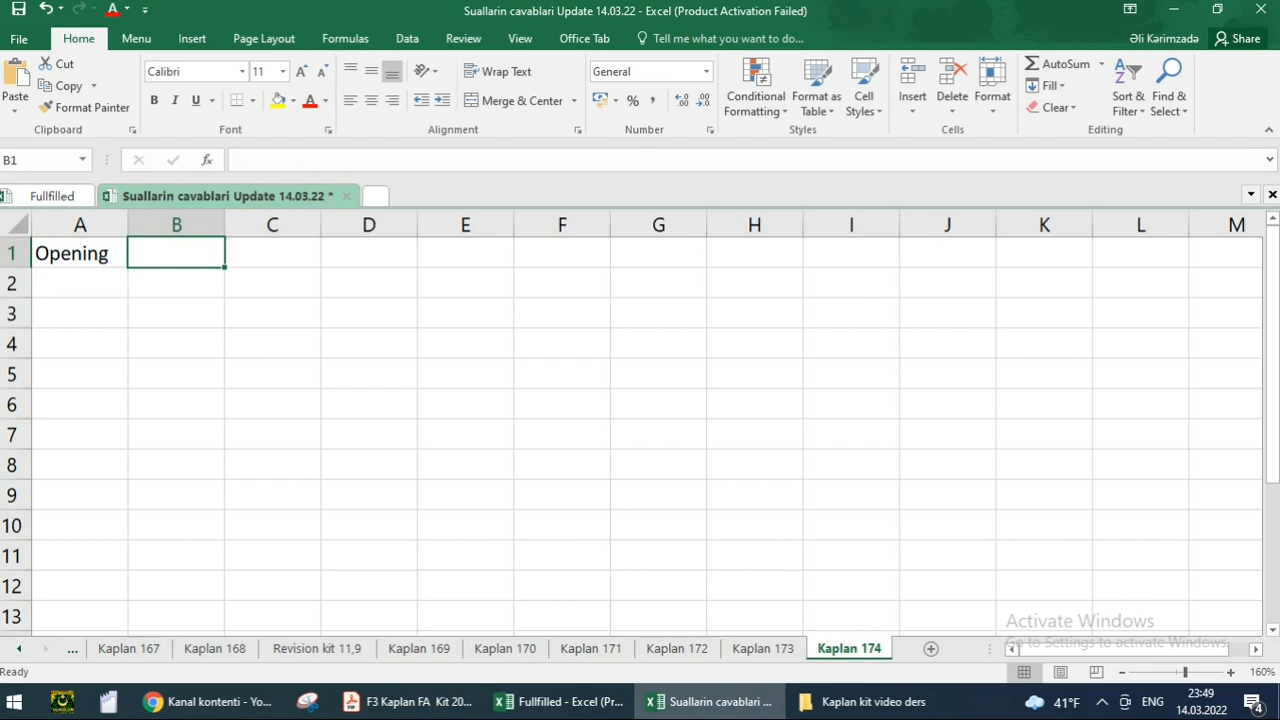 Suallarin cavablari Update 14.03.22 - Excel (Product Activation Failed)
File Home Menu Insert Page Layout Formulas Data Review View Office Tab Tell me what you want to do... Əli Kərimzadə Share
Paste Cut Copy Format Painter Clipboard
Calibri 11 B I U A Font
Wrap Text Merge & Center Alignment
General % , Number
Conditional Formatting Format as Table Cell Styles Styles
Insert Delete Format Cells
AutoSum Fill Clear Sort & Filter Find & Select Editing
B1 fx
Fullfilled Suallarin cavablari Update 14.03.22 *
A B C D E F G H I J K L M
1 Opening
2
3
4
5
6
7
8
9
10
11
12
13
Activate Windows
Go to Settings to activate Windows.
... Kaplan 167 Kaplan 168 Revision kit 11,9 Kaplan 169 Kaplan 170 Kaplan 171 Kaplan 172 Kaplan 173 Kaplan 174
Ready 160%
Kanal kontenti - Yo... F3 Kaplan FA Kit 20... Fullfilled - Excel (Pr... Suallarin cavablari ... Kaplan kit video ders 41°F ENG 23:49
14.03.2022 4